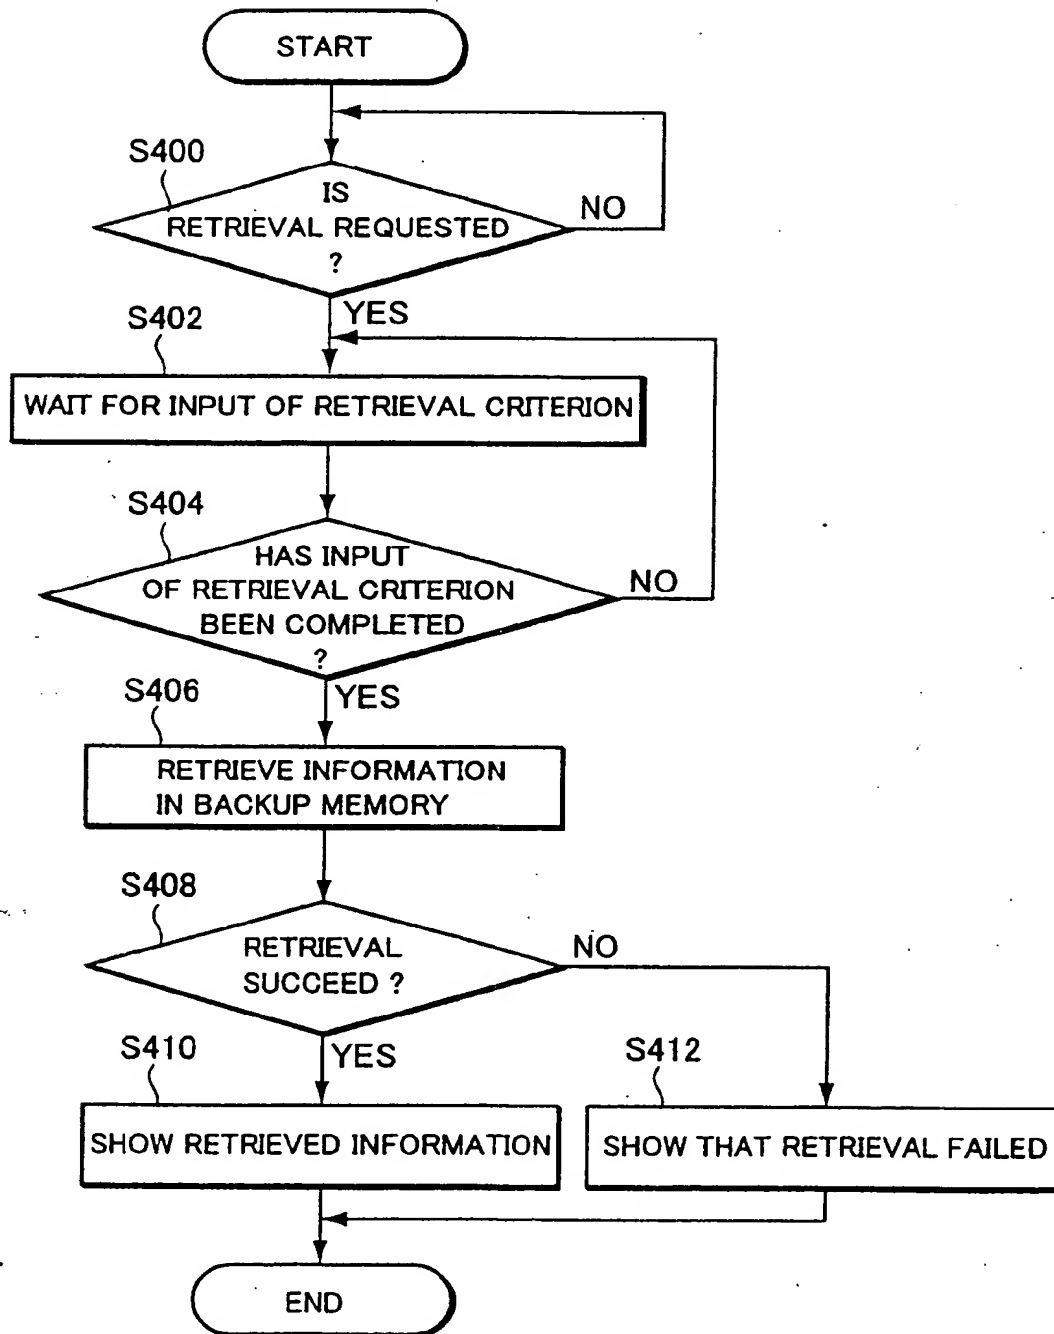 START
S400
IS
RETRIEVAL REQUESTED
?
NO
YES
S402
WAIT FOR INPUT OF RETRIEVAL CRITERION
S404
HAS INPUT
OF RETRIEVAL CRITERION
BEEN COMPLETED
?
NO
YES
S406
RETRIEVE INFORMATION
IN BACKUP MEMORY
S408
RETRIEVAL
SUCCEED ?
NO
YES
S410
SHOW RETRIEVED INFORMATION
S412
SHOW THAT RETRIEVAL FAILED
END